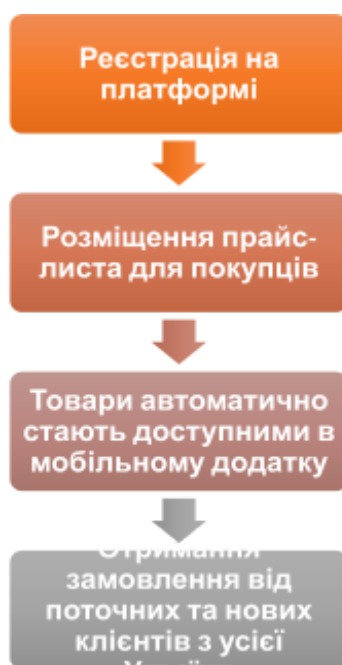 Реєстрація на
платформі
Розміщення прайс-
листа для покупців
Товари автоматично
стають доступними в
мобільному додатку
Отримання
замовлення від
поточних та нових
клієнтів з усієї